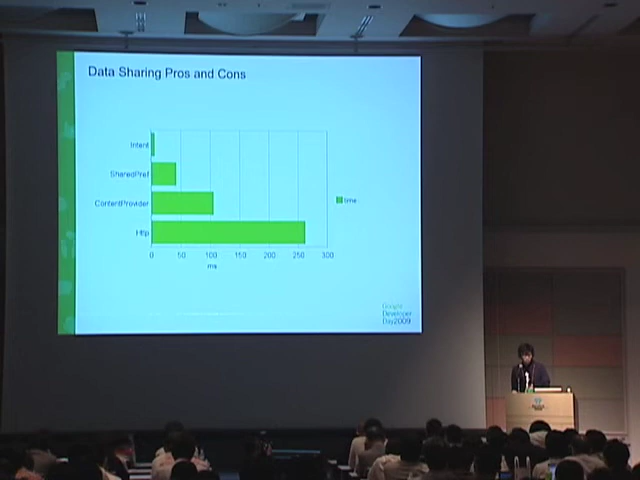 Data Sharing Pros and Cons
Intent
SharedPref
ContentProvider
Http
time
0 50 100 150 200 250 300
ms
Google
Developer
Day2009